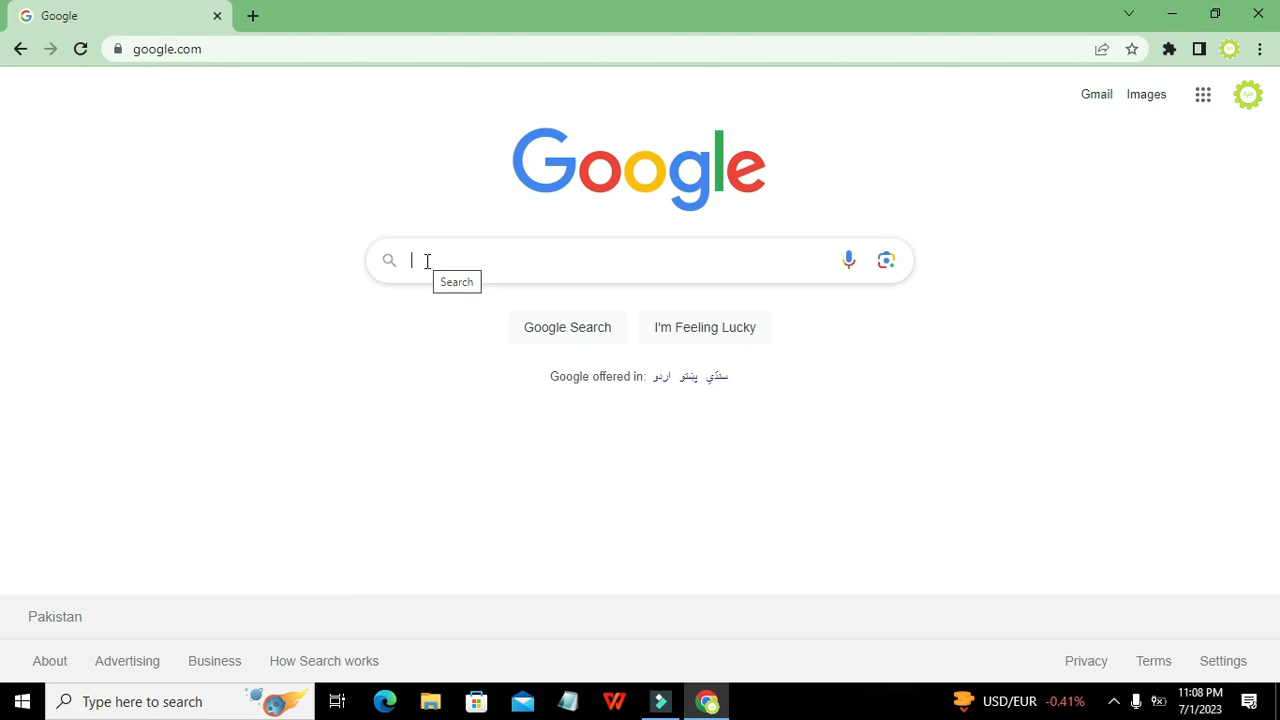 Google
google.com
Gmail Images
Google
Search
Google Search I'm Feeling Lucky
Google offered in: اردو پښتو سنڌي
Pakistan
About Advertising Business How Search works
Privacy Terms Settings
Type here to search
USD/EUR -0.41%
11:08 PM
7/1/2023